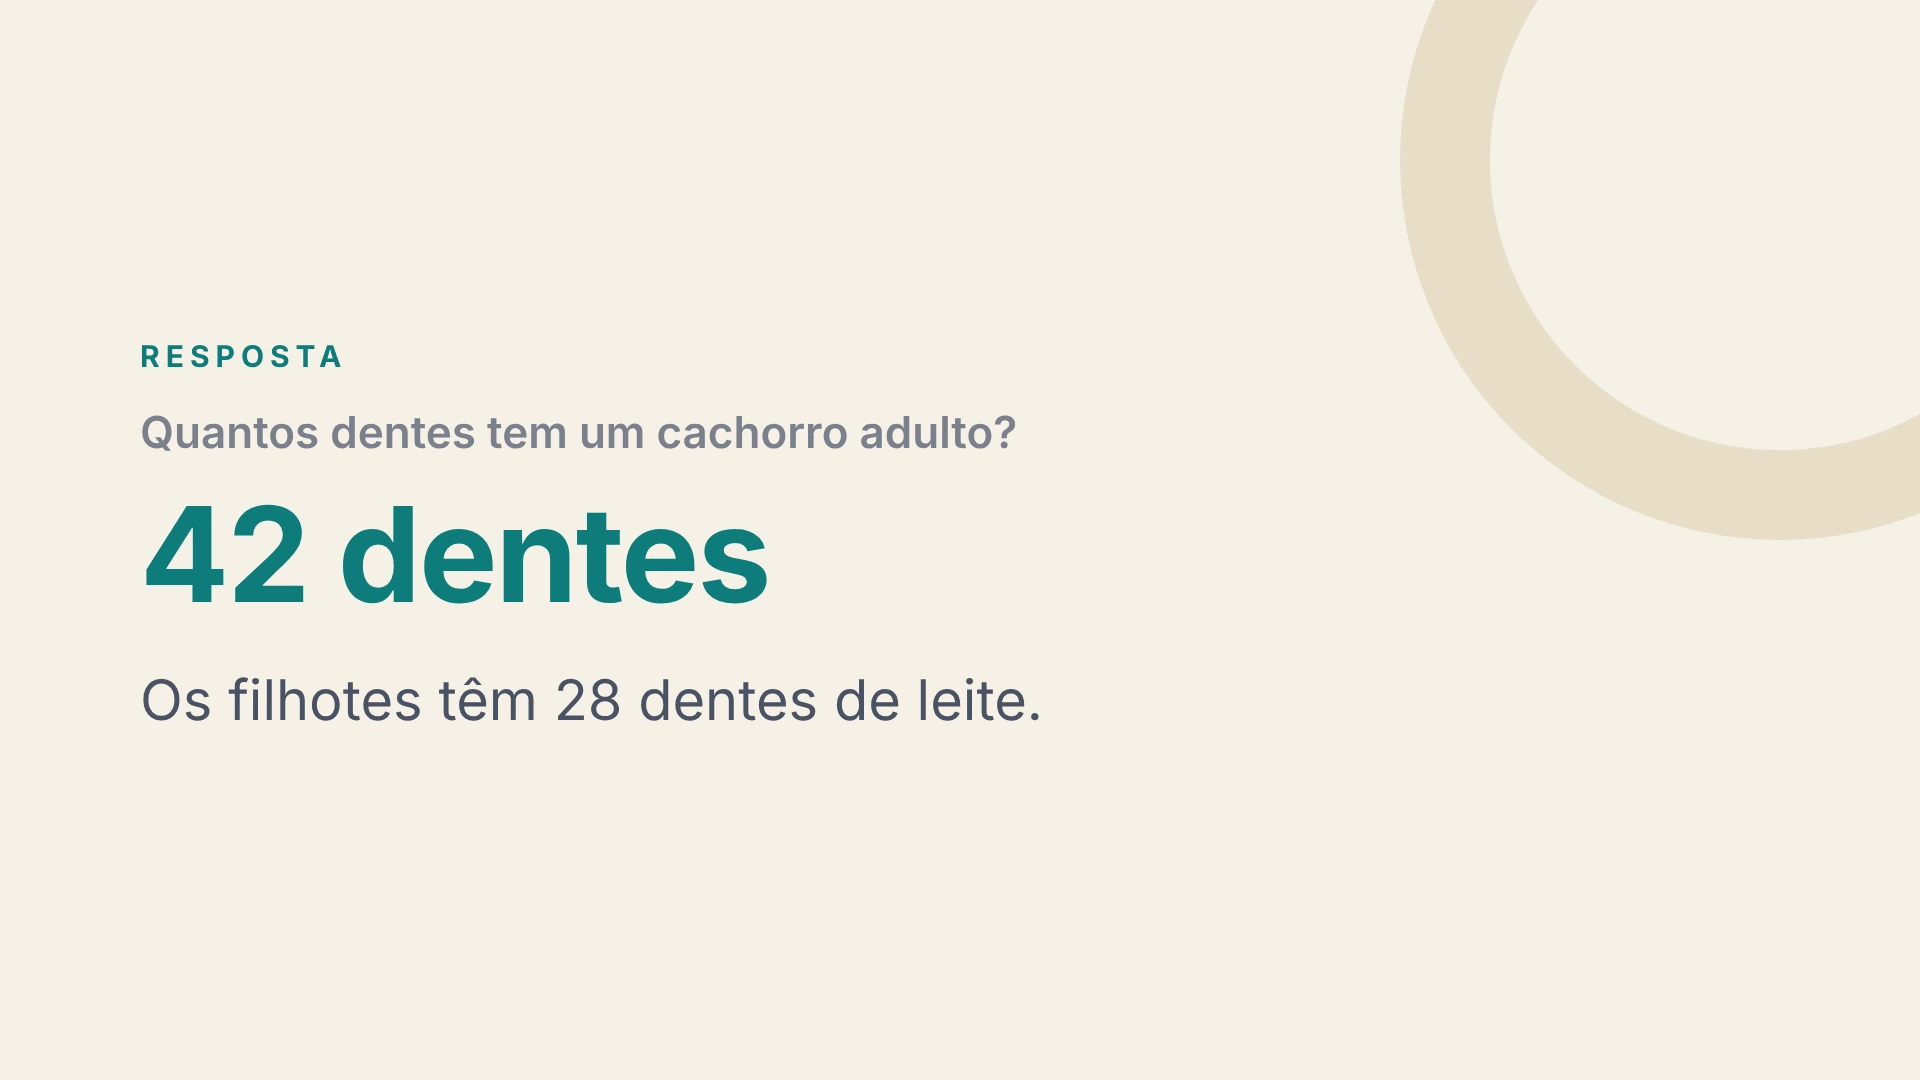 RESPOSTA
Quantos dentes tem um cachorro adulto?
42 dentes
Os filhotes têm 28 dentes de leite.